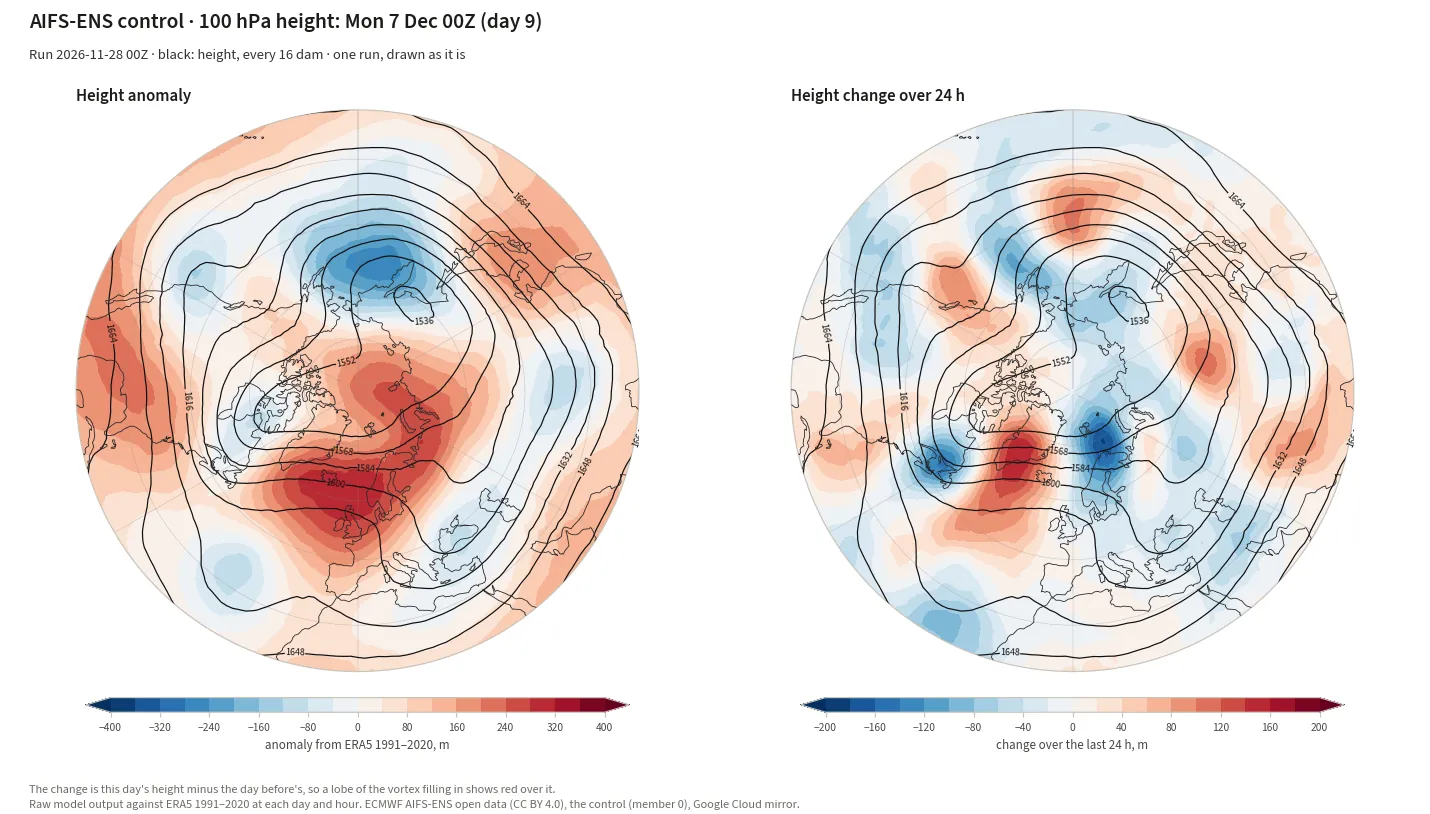 AIFS-ENS control · 100 hPa height: Mon 7 Dec 00Z (day 9)
Run 2026-11-28 00Z · black: height, every 16 dam · one run, drawn as it is
Height anomaly
Height change over 24 h
1664
1664
1536
1552
1616
1568
1584
1600
1632
1648
1648
1664
1664
1536
1552
1616
1568
1584
1600
1632
1648
1648
−400 −320 −240 −160 −80 0 80 160 240 320 400
anomaly from ERA5 1991–2020, m
−200 −160 −120 −80 −40 0 40 80 120 160 200
change over the last 24 h, m
The change is this day's height minus the day before's, so a lobe of the vortex filling in shows red over it.
Raw model output against ERA5 1991–2020 at each day and hour. ECMWF AIFS-ENS open data (CC BY 4.0), the control (member 0), Google Cloud mirror.